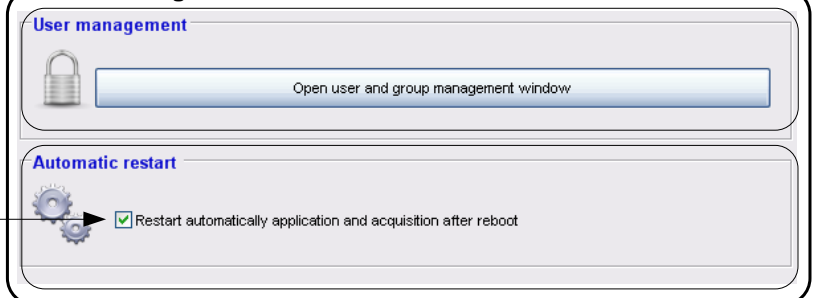 User management
Open user and group management window
Automatic restart
Restart automatically application and acquisition after reboot